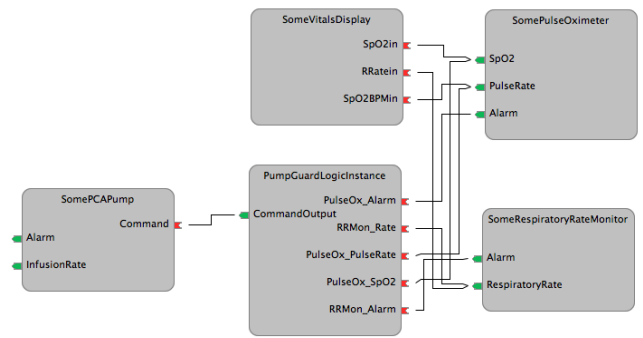 SomeVitalsDisplay
SpO2in
RRatein
SpO2BPMin
SomePulseOximeter
SpO2
PulseRate
Alarm
SomePCAPump
Command
Alarm
InfusionRate
PumpGuardLogicInstance
PulseOx_Alarm
CommandOutput
RRMon_Rate
PulseOx_PulseRate
PulseOx_SpO2
RRMon_Alarm
SomeRespiratoryRateMonitor
Alarm
RespiratoryRate